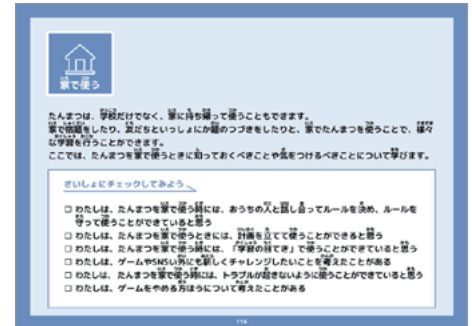 家で使う
たんまつは、学校だけでなく、家に持ち帰って使うこともできます。
家で宿題をしたり、友だちといっしょにか題のつづきをしたりと、家でたんまつを使うことで、様々
な学習を行うことができます。
ここでは、たんまつを家で使うときに知っておくべきことや気をつけるべきことについて学びます。
さいしょにチェックしてみよう
□ わたしは、たんまつを家で使う時には、おうちの人と話し合ってルールを決め、ルールを
守って使うことができていると思う
□ わたしは、たんまつを家で使うときには、計画を立てて使うことができると思う
□ わたしは、たんまつを家で使う時には、「学習の持てき」で使うことができていると思う
□ わたしは、ゲームやSNSい外にも新しくチャレンジしたいことを考えたことがある
□ わたしは、たんまつを家で使う時には、トラブルが起きないように使うことができていると思う
□ わたしは、ゲームをやめる方ほうについて考えたことがある